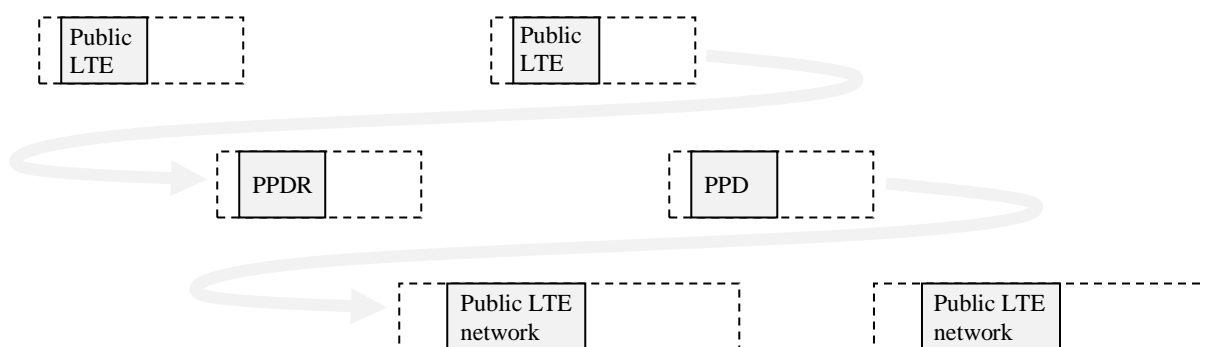 Public
LTE
Public
LTE
PPDR
PPD
Public LTE
network
Public LTE
network